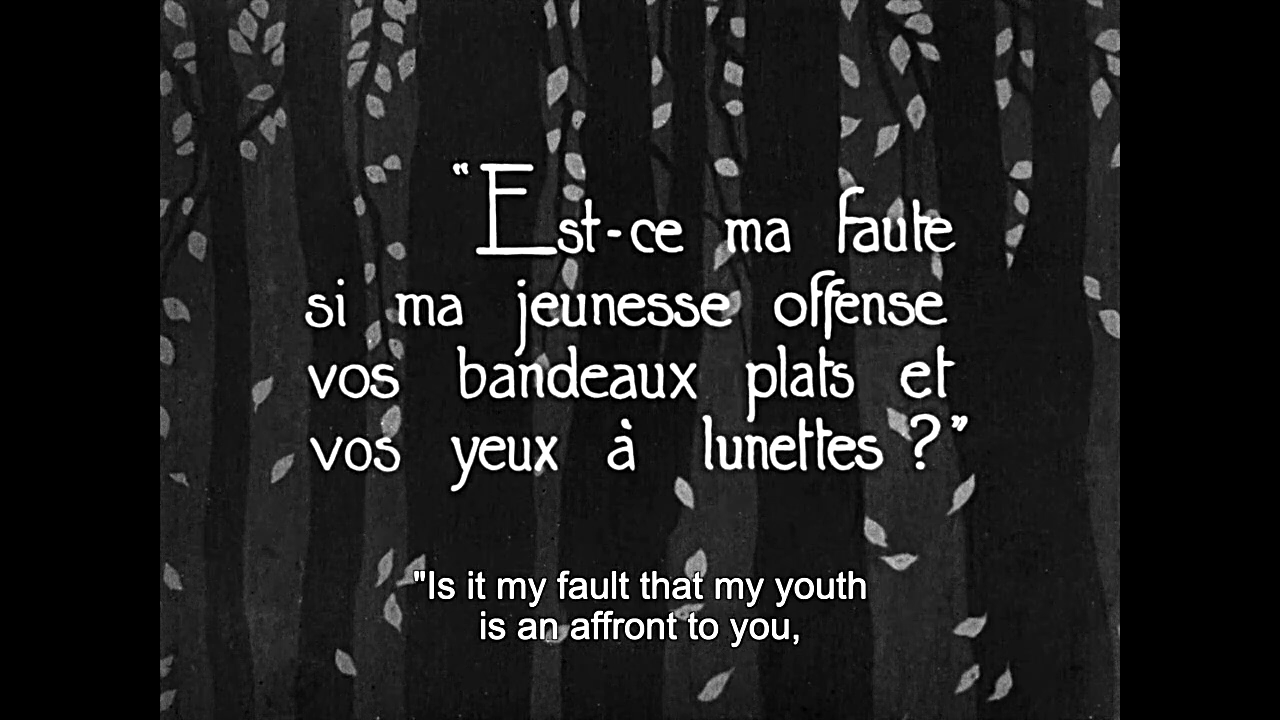 "Est-ce ma faute
si ma jeunesse offense
vos bandeaux plats et
vos yeux à lunettes ?"
"Is it my fault that my youth
is an affront to you,